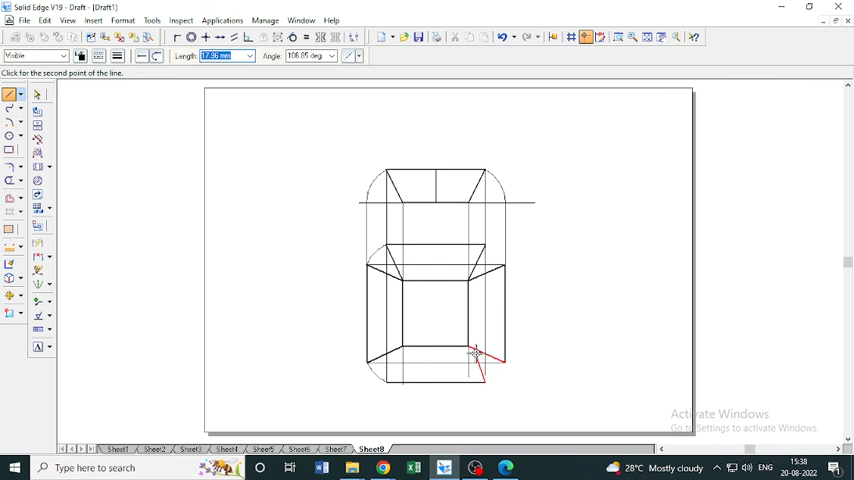 Solid Edge V19 - Draft - [Draft1]
File Edit View Insert Format Tools Inspect Applications Manage Window Help
Visible Length: 17.96 mm Angle: 106.85 deg
Click for the second point of the line.
Activate Windows
Go to Settings to activate Windows.
Sheet1 Sheet2 Sheet3 Sheet4 Sheet5 Sheet6 Sheet7 Sheet8
Type here to search 28°C Mostly cloudy ENG 15:38
20-08-2022